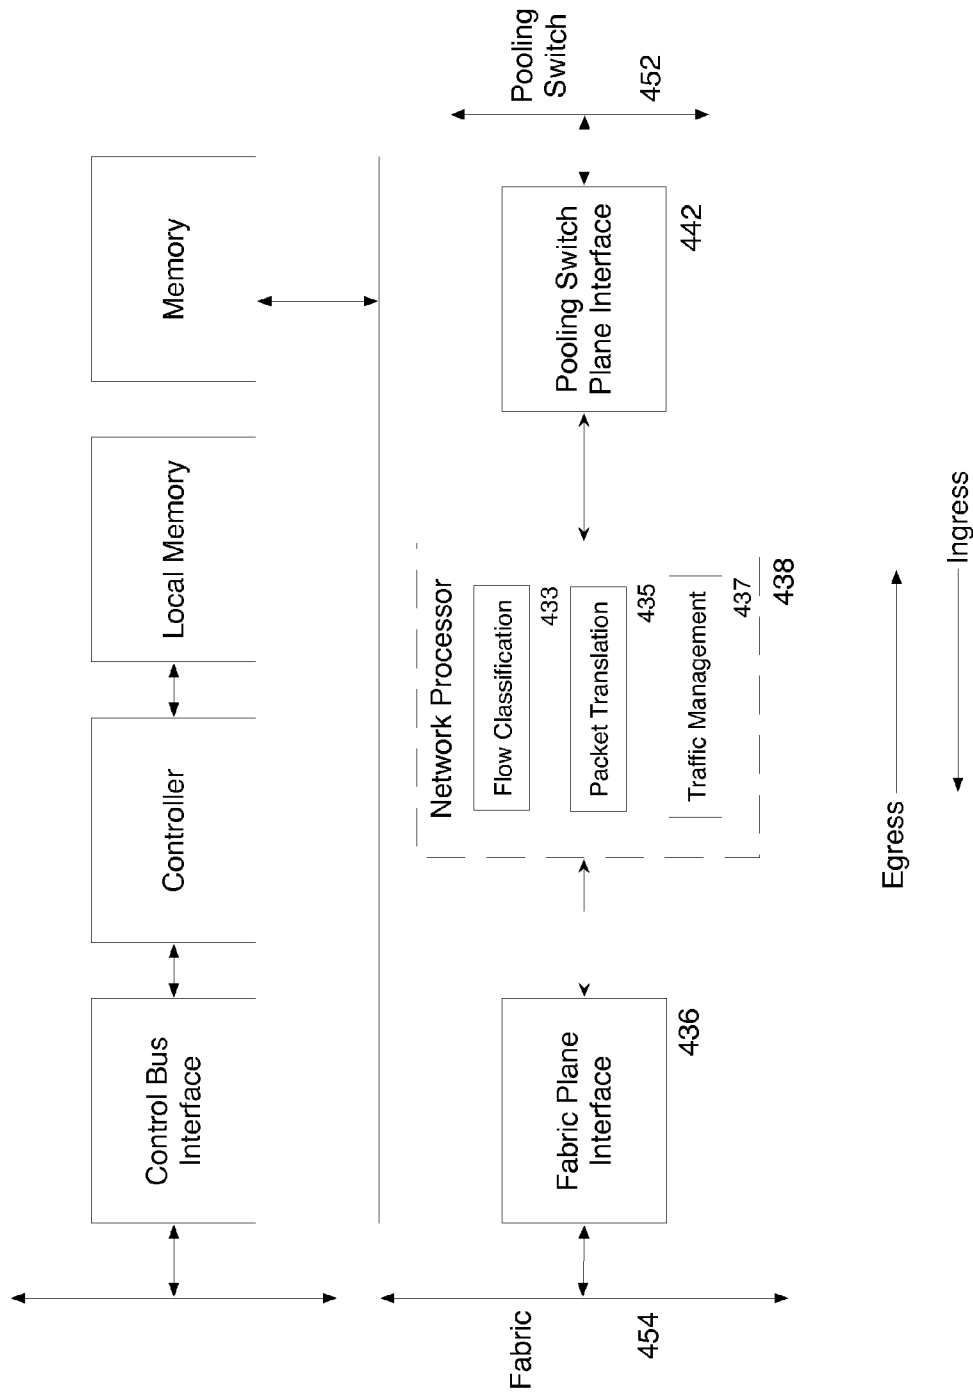 Control Bus
Interface
Controller
Local Memory
Memory
Fabric
454
Fabric Plane
Interface
436
Network Processor
Flow Classification
433
Packet Translation
435
Traffic Management
437
438
Pooling Switch
Plane Interface
442
Pooling
Switch
452
Egress
Ingress